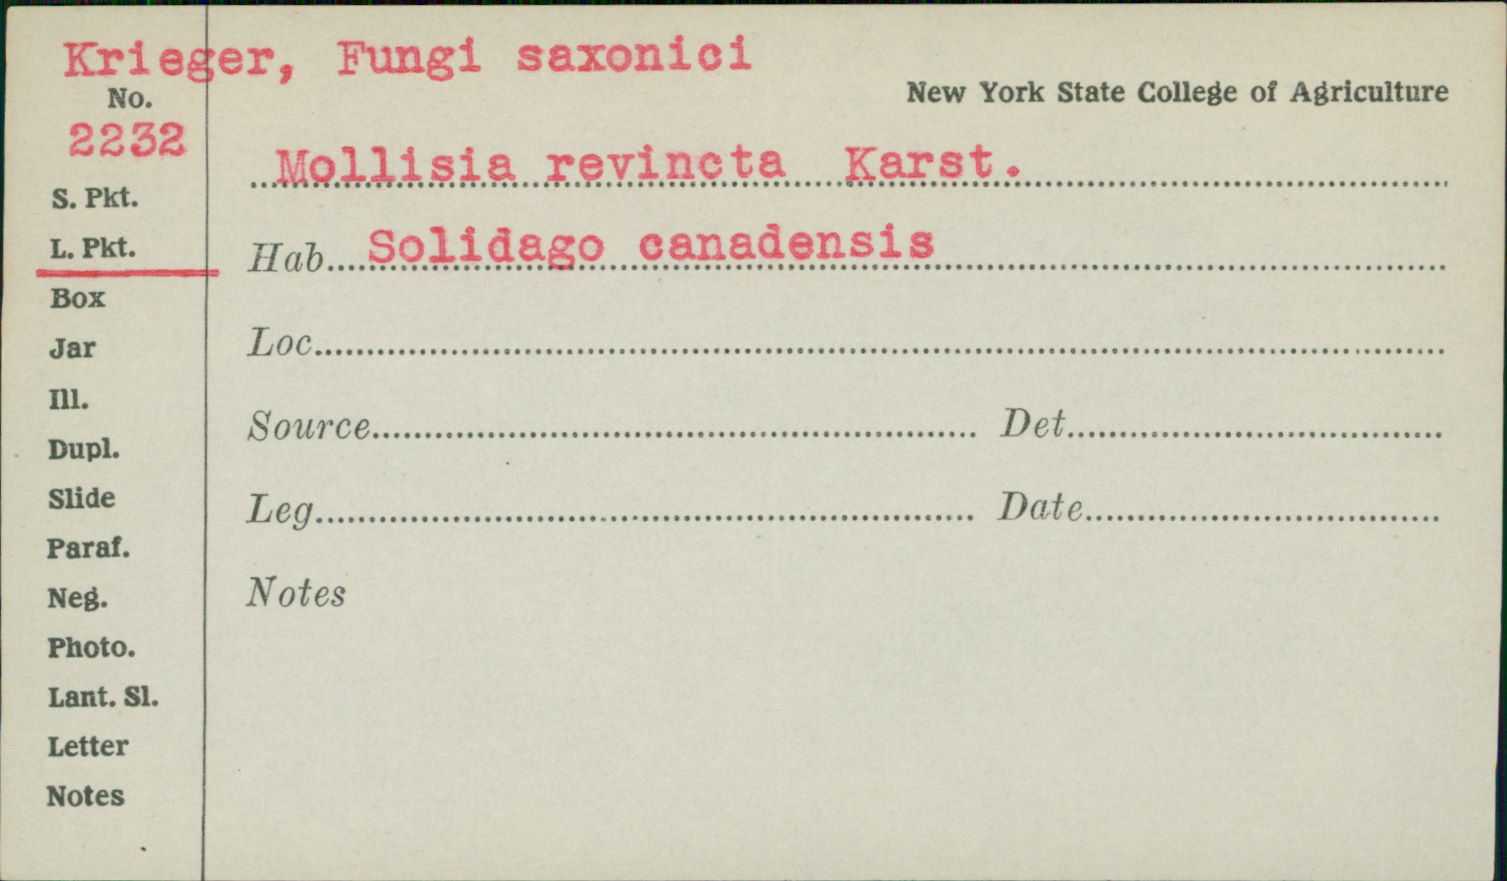 Krieger, Fungi saxonici
New York State College of Agriculture
No.
2232
Mollisia revincta Karst.
S. Pkt.
L. Pkt.
Hab. Solidago canadensis
Box
Jar
Loc.
Ill.
Source Det.
Dupl.
Slide
Leg. Date
Paraf.
Neg.
Notes
Photo.
Lant. Sl.
Letter
Notes